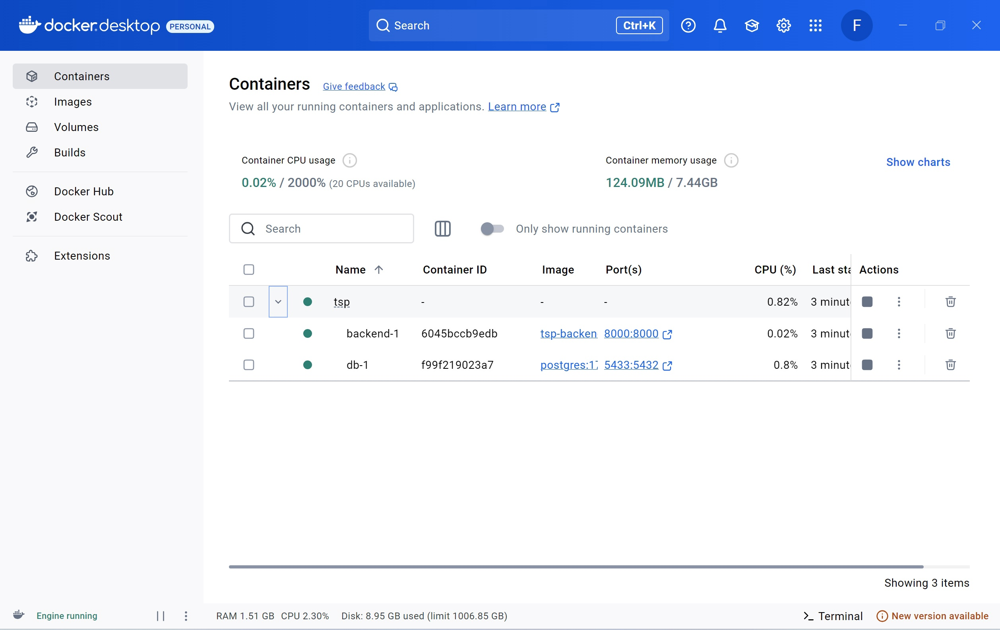 docker desktop PERSONAL
Search Ctrl+K
F
Containers
Images
Volumes
Builds
Docker Hub
Docker Scout
Extensions
Containers Give feedback
View all your running containers and applications. Learn more
Container CPU usage
0.02% / 2000% (20 CPUs available)
Container memory usage
124.09MB / 7.44GB
Show charts
Search
Only show running containers
Name Container ID Image Port(s) CPU (%) Last sta Actions
tsp - - - 0.82% 3 minut
backend-1 6045bccb9edb tsp-backen 8000:8000 0.02% 3 minut
db-1 f99f219023a7 postgres:17 5433:5432 0.8% 3 minut
Showing 3 items
Engine running
RAM 1.51 GB CPU 2.30% Disk: 8.95 GB used (limit 1006.85 GB)
Terminal
New version available